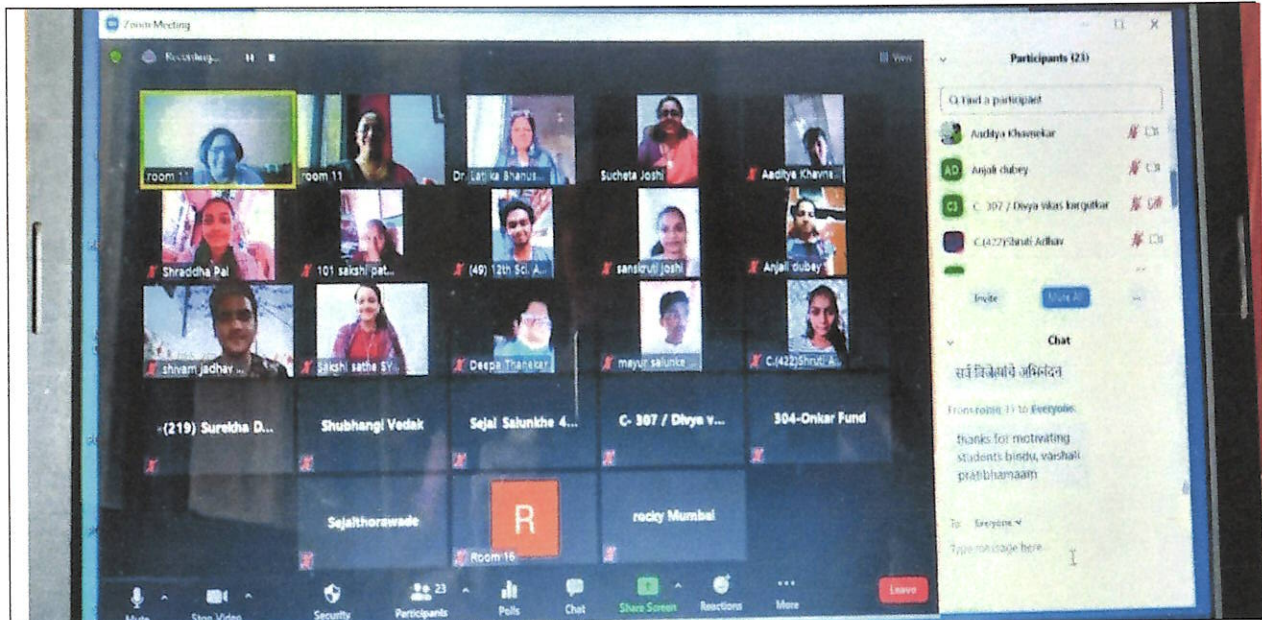 Zoom Meeting
Recording...
View
room 11
room 11
Dr. Latika Bhanus...
Sucheta Joshi
Aaditya Khavne...
Shraddha Pal
101 sakshi pat...
(49) 12th Sci. A...
sanskruti joshi
Anjali dubey
shivam jadhav...
Sakshi sathe SY...
Deepa Thanekar
mayur salunke ...
C.(422)Shruti A...
(219) Surekha D...
Shubhangi Vedak
Sejal Salunkhe 4...
C- 307 / Divya v...
304-Onkar Fund
Sejalthorawade
R
Room 16
rocky Mumbai
Mute
Stop Video
Security
23
Participants
Polls
Chat
Share Screen
Reactions
More
Leave
Participants (23)
Find a participant
Aaditya Khavnekar
AD Anjali dubey
C3 C- 307 / Divya vikas kargutkar
C.(422)Shruti Adhav
Invite
Mute All
...
Chat
सर्व विजेत्यांचे अभिनंदन
From room 11 to Everyone:
thanks for motivating
students bindu, vaishali
pratibhamaam
To: Everyone
Type message here...